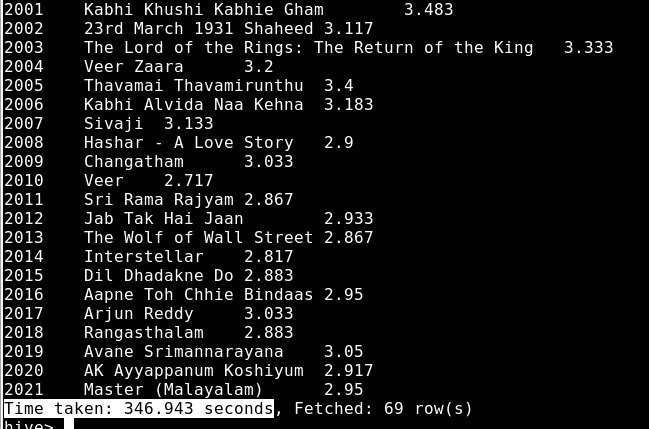 2001 Kabhi Khushi Kabhie Gham 3.483
2002 23rd March 1931 Shaheed 3.117
2003 The Lord of the Rings: The Return of the King 3.333
2004 Veer Zaara 3.2
2005 Thavamai Thavamirunthu 3.4
2006 Kabhi Alvida Naa Kehna 3.183
2007 Sivaji 3.133
2008 Hashar - A Love Story 2.9
2009 Changatham 3.033
2010 Veer 2.717
2011 Sri Rama Rajyam 2.867
2012 Jab Tak Hai Jaan 2.933
2013 The Wolf of Wall Street 2.867
2014 Interstellar 2.817
2015 Dil Dhadakne Do 2.883
2016 Aapne Toh Chhie Bindaas 2.95
2017 Arjun Reddy 3.033
2018 Rangasthalam 2.883
2019 Avane Srimannarayana 3.05
2020 AK Ayyappanum Koshiyum 2.917
2021 Master (Malayalam) 2.95
Time taken: 346.943 seconds, Fetched: 69 row(s)
hive>